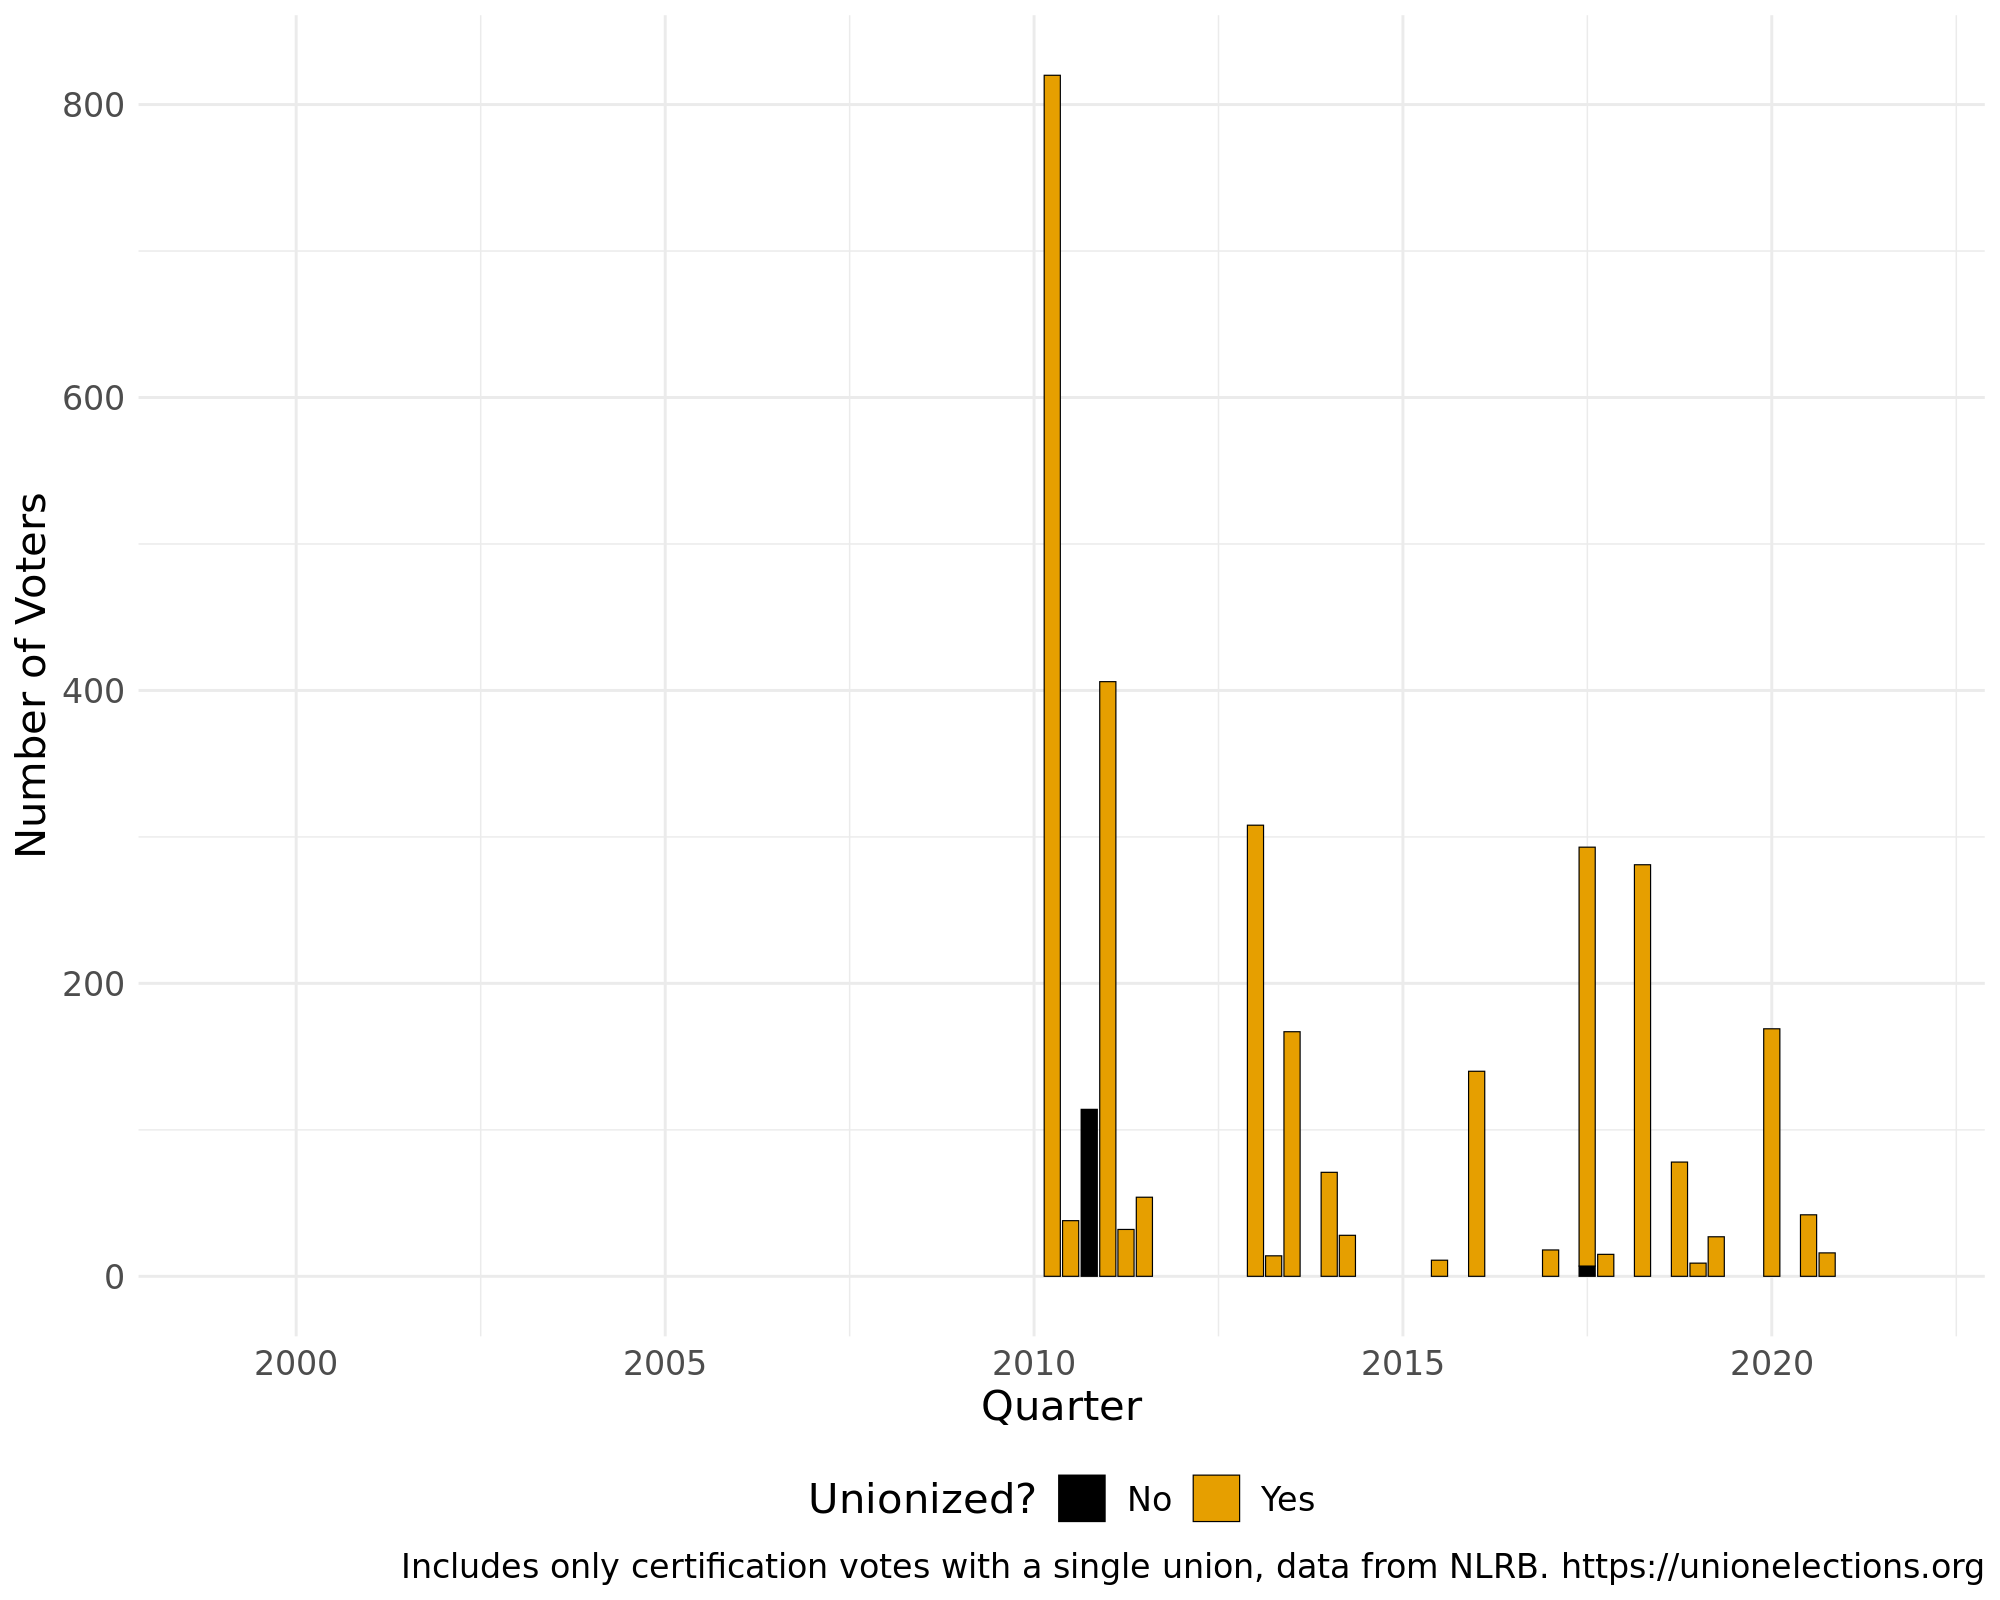 Number of Voters
800
600
400
200
0
2000 2005 2010 2015 2020
Quarter
Unionized? No Yes
Includes only certification votes with a single union, data from NLRB. https://unionelections.org